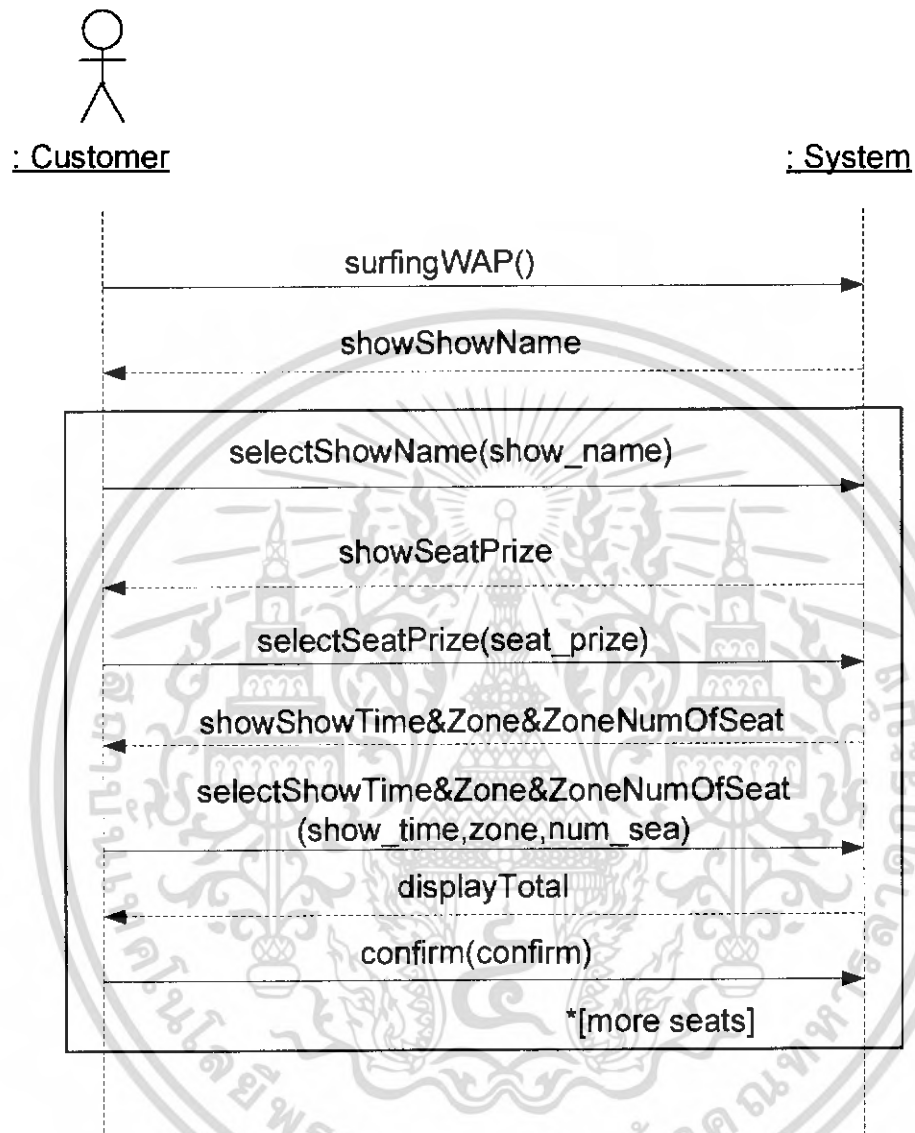 : Customer
: System
surfingWAP()
showShowName
selectShowName(show_name)
showSeatPrize
selectSeatPrize(seat_prize)
showShowTime&Zone&ZoneNumOfSeat
selectShowTime&Zone&ZoneNumOfSeat
(show_time,zone,num_sea)
displayTotal
confirm(confirm)
*[more seats]